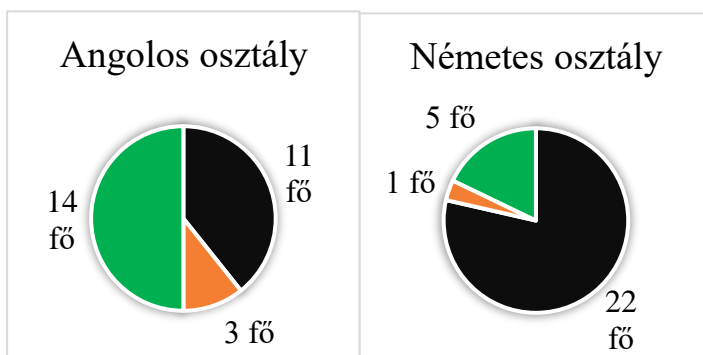 Angolos osztály
11
fő
14
fő
3 fő
Németes osztály
5 fő
1 fő
22
fő